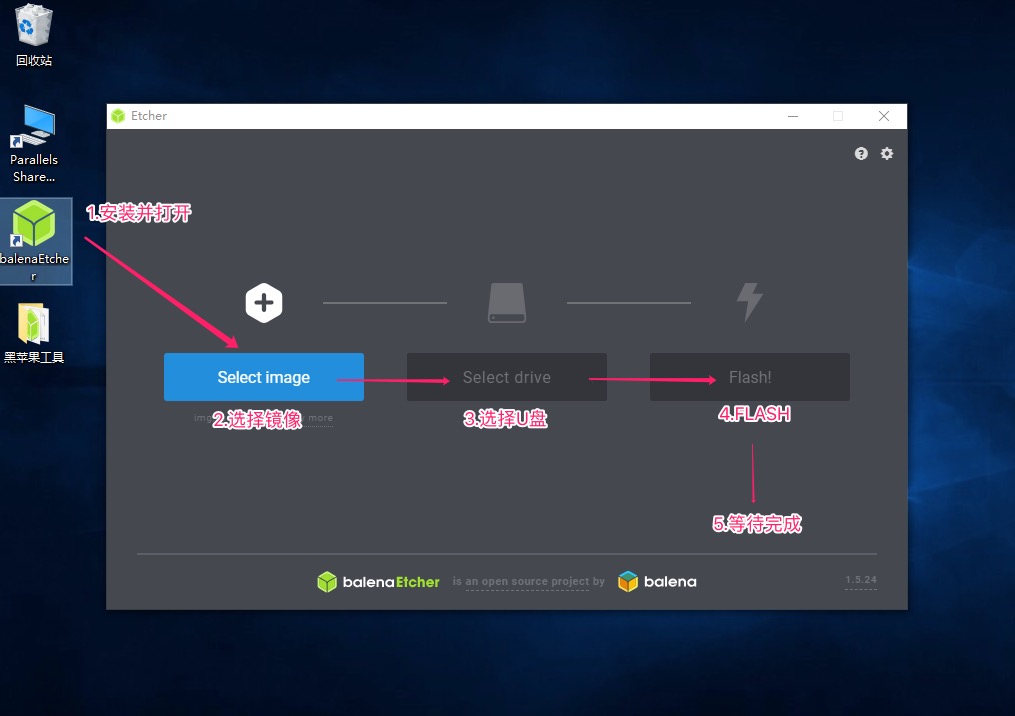 回收站
Parallels
Share...
balenaEtche
r
黑苹果工具
Etcher
1.安装并打开
Select image
Select drive
Flash!
img
more
2.选择镜像
3.选择U盘
4.FLASH
5.等待完成
balenaEtcher is an open source project by balena
1.5.24